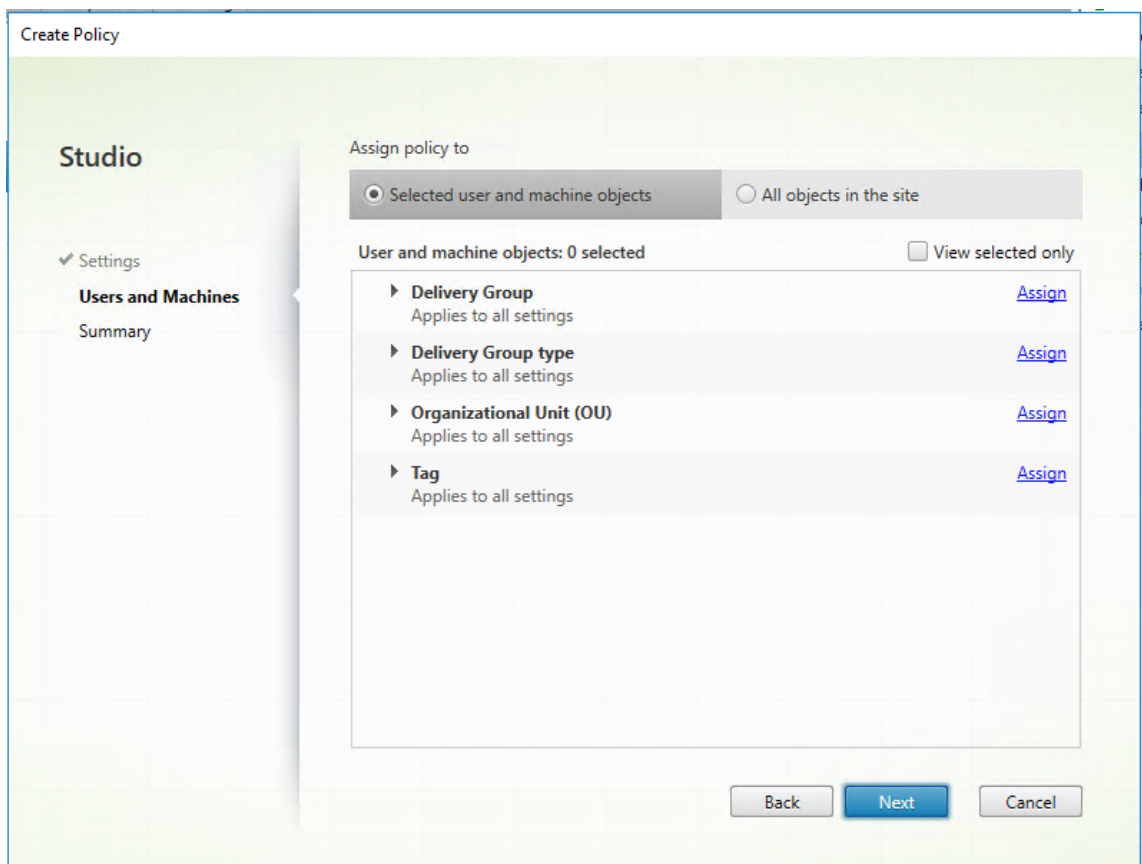 Create Policy
Studio
Settings
Users and Machines
Summary
Assign policy to
Selected user and machine objects
All objects in the site
User and machine objects: 0 selected
View selected only
Delivery Group
Assign
Applies to all settings
Delivery Group type
Assign
Applies to all settings
Organizational Unit (OU)
Assign
Applies to all settings
Tag
Assign
Applies to all settings
Back
Next
Cancel